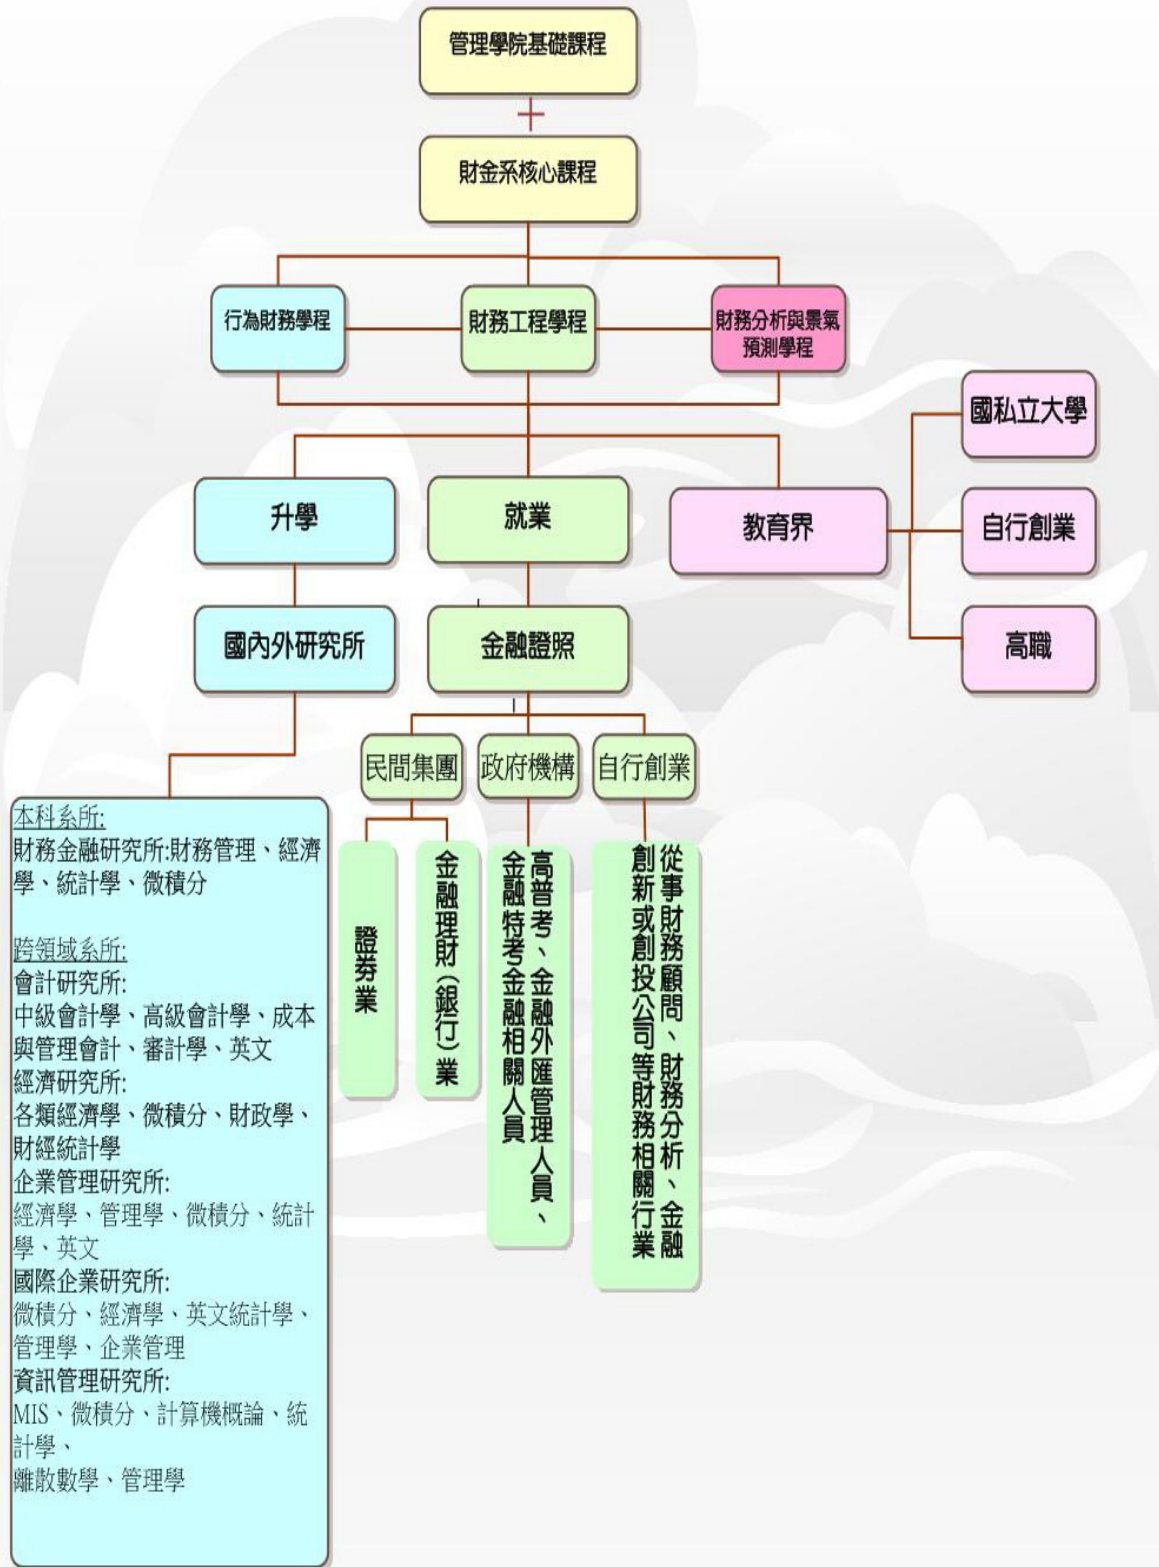 管理學院基礎課程
財金系核心課程
行為財務學程
財務工程學程
財務分析與景氣
預測學程
升學
就業
教育界
國私立大學
自行創業
高職
國內外研究所
金融證照
民間集團
政府機構
自行創業
證券業
金融理財(銀行)業
高普考、金融外匯管理人員、
金融特考金融相關人員
從事財務顧問、財務分析、金融
創新或創投公司等財務相關行業
本科系所:
財務金融研究所:財務管理、經濟
學、統計學、微積分
跨領域系所:
會計研究所:
中級會計學、高級會計學、成本
與管理會計、審計學、英文
經濟研究所:
各類經濟學、微積分、財政學、
財經統計學
企業管理研究所:
經濟學、管理學、微積分、統計
學、英文
國際企業研究所:
微積分、經濟學、英文統計學、
管理學、企業管理
資訊管理研究所:
MIS、微積分、計算機概論、統
計學、
離散數學、管理學